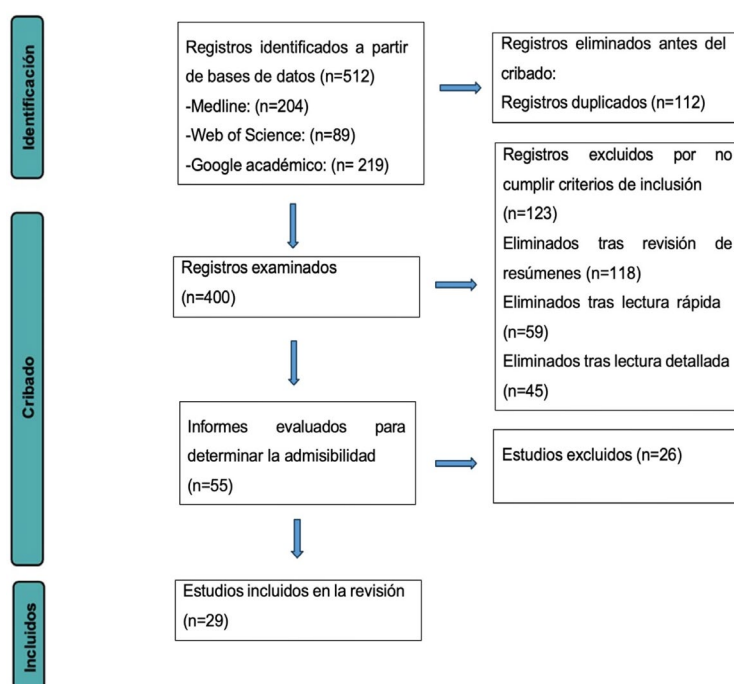 Identificación
Registros identificados a partir
de bases de datos (n=512)
-Medline: (n=204)
-Web of Science: (n=89)
-Google académico: (n= 219)
Registros eliminados antes del
cribado:
Registros duplicados (n=112)
Cribado
Registros examinados
(n=400)
Registros excluidos por no
cumplir criterios de inclusión
(n=123)
Eliminados tras revisión de
resúmenes (n=118)
Eliminados tras lectura rápida
(n=59)
Eliminados tras lectura detallada
(n=45)
Informes evaluados para
determinar la admisibilidad
(n=55)
Estudios excluidos (n=26)
Incluidos
Estudios incluidos en la revisión
(n=29)